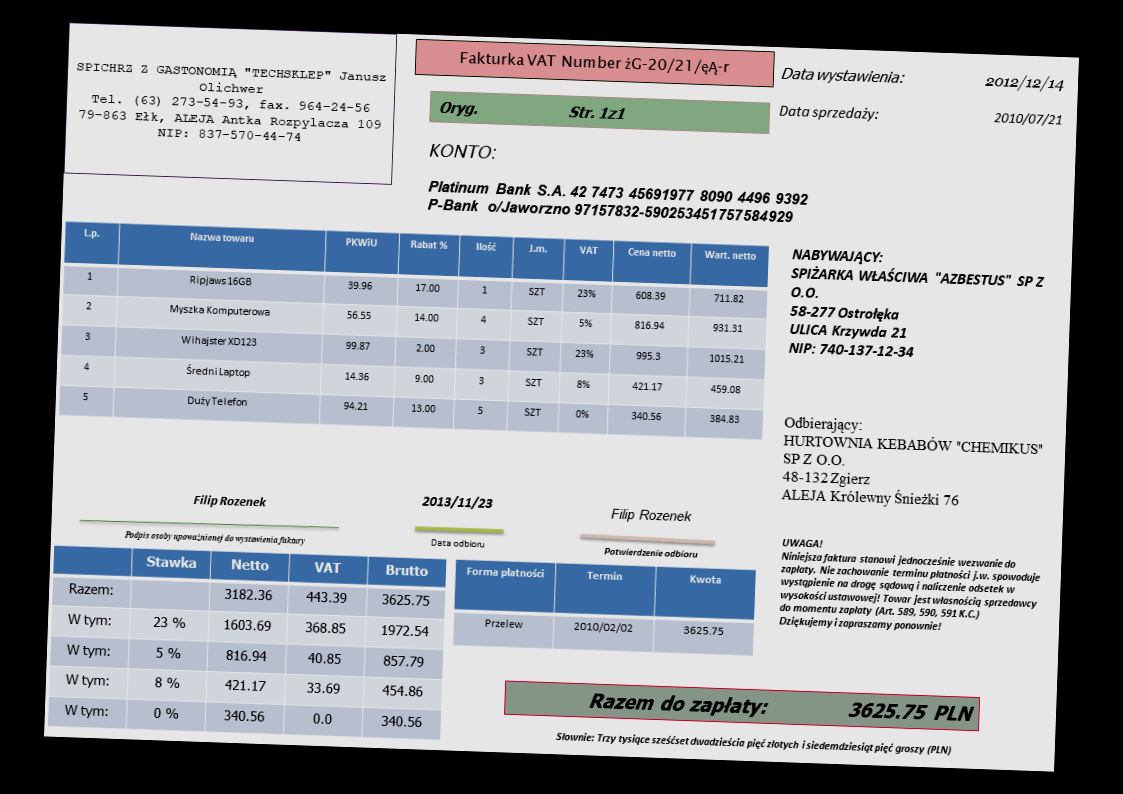 SPICHRZ Z GASTONOMIĄ "TECHSKLEP" Janusz
Olichwer
Tel. (63) 273-54-93, fax. 964-24-56
79-863 Ełk, ALEJA Antka Rozpylacza 109
NIP: 837-570-44-74
Fakturka VAT Number żG-20/21/ęĄ-r
Oryg. Str. 1z1
Data wystawienia: 2012/12/14
Data sprzedaży: 2010/07/21
KONTO:
Platinum Bank S.A. 42 7473 45691977 8090 4496 9392
P-Bank o/Jaworzno 97157832-590253451757584929
L.p. Nazwa towaru PKWiU Rabat % Ilość J.m. VAT Cena netto Wart. netto
1 Ripjaws 16GB 39.96 17.00 1 SZT 23% 608.39 711.82
2 Myszka Komputerowa 56.55 14.00 4 SZT 5% 816.94 931.31
3 Wihajster XD123 99.87 2.00 3 SZT 23% 995.3 1015.21
4 Średni Laptop 14.36 9.00 3 SZT 8% 421.17 459.08
5 Duży Telefon 94.21 13.00 5 SZT 0% 340.56 384.83
NABYWAJĄCY:
SPIŻARKA WŁAŚCIWA "AZBESTUS" SP Z
O.O.
58-277 Ostrołęka
ULICA Krzywda 21
NIP: 740-137-12-34
Odbierający:
HURTOWNIA KEBABÓW "CHEMIKUS"
SP Z O.O.
48-132 Zgierz
ALEJA Królewny Śnieżki 76
Filip Rozenek
Podpis osoby upoważnionej do wystawienia faktury
2013/11/23
Data odbioru
Filip Rozenek
Potwierdzenie odbioru
UWAGA!
Niniejsza faktura stanowi jednocześnie wezwanie do
zapłaty. Nie zachowanie terminu płatności j.w. spowoduje
wystąpienie na drogę sądową i naliczenie odsetek w
wysokości ustawowej! Towar jest własnością sprzedawcy
do momentu zapłaty (Art. 589, 590, 591 K.C.)
Dziękujemy i zapraszamy ponownie!
Stawka Netto VAT Brutto
Razem: 3182.36 443.39 3625.75
W tym: 23 % 1603.69 368.85 1972.54
W tym: 5 % 816.94 40.85 857.79
W tym: 8 % 421.17 33.69 454.86
W tym: 0 % 340.56 0.0 340.56
Forma płatności Termin Kwota
Przelew 2010/02/02 3625.75
Razem do zapłaty: 3625.75 PLN
Słownie: Trzy tysiące sześćset dwadzieścia pięć złotych i siedemdziesiąt pięć groszy (PLN)